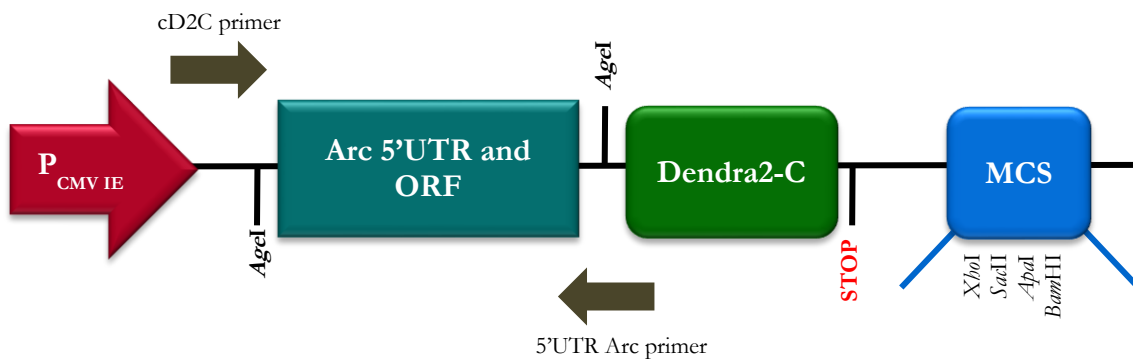 cD2C primer
P CMV IE
AgeI
Arc 5’UTR and
ORF
AgeI
Dendra2-C
STOP
MCS
XhoI
SacII
ApaI
BamHI
5’UTR Arc primer